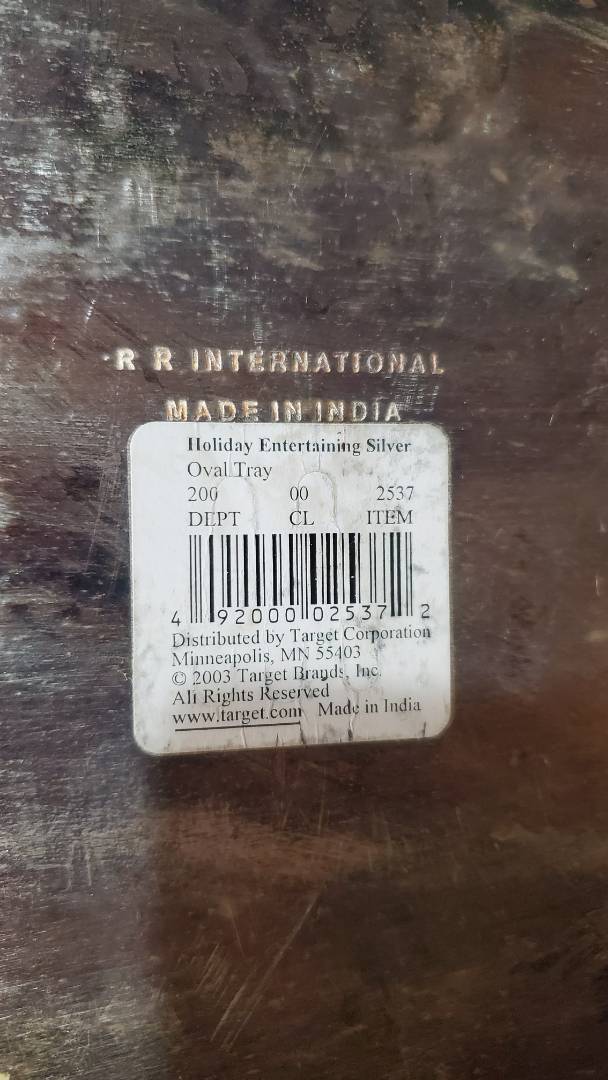 R R INTERNATIONAL
MADE IN INDIA
Holiday Entertaining Silver
Oval Tray
200 00 2537
DEPT CL ITEM
4 92000 02537 2
Distributed by Target Corporation
Minneapolis, MN 55403
© 2003 Target Brands, Inc.
All Rights Reserved
www.target.com Made in India